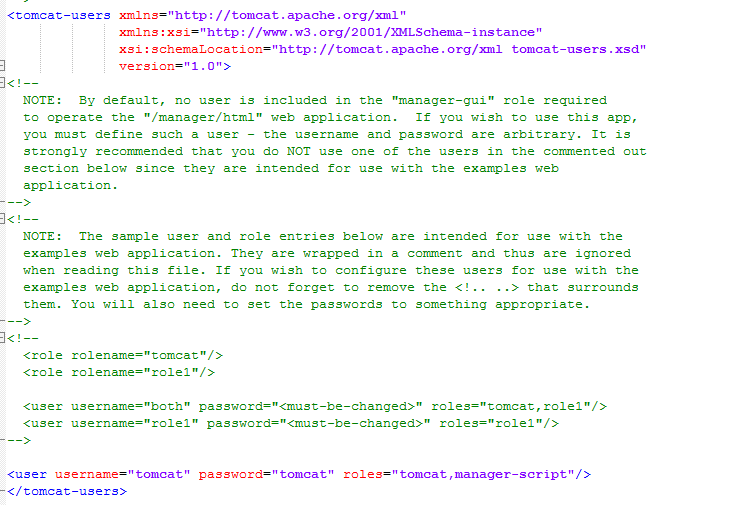 <tomcat-users xmlns="http://tomcat.apache.org/xml"
xmlns:xsi="http://www.w3.org/2001/XMLSchema-instance"
xsi:schemaLocation="http://tomcat.apache.org/xml tomcat-users.xsd"
version="1.0">
<!--
NOTE:  By default, no user is included in the "manager-gui" role required
to operate the "/manager/html" web application.  If you wish to use this app,
you must define such a user - the username and password are arbitrary. It is
strongly recommended that you do NOT use one of the users in the commented out
section below since they are intended for use with the examples web
application.
-->
<!--
NOTE:  The sample user and role entries below are intended for use with the
examples web application. They are wrapped in a comment and thus are ignored
when reading this file. If you wish to configure these users for use with the
examples web application, do not forget to remove the <!.. ..> that surrounds
them. You will also need to set the passwords to something appropriate.
-->
<!--
<role rolename="tomcat"/>
<role rolename="role1"/>
<user username="both" password="<must-be-changed>" roles="tomcat,role1"/>
<user username="role1" password="<must-be-changed>" roles="role1"/>
-->
<user username="tomcat" password="tomcat" roles="tomcat,manager-script"/>
</tomcat-users>